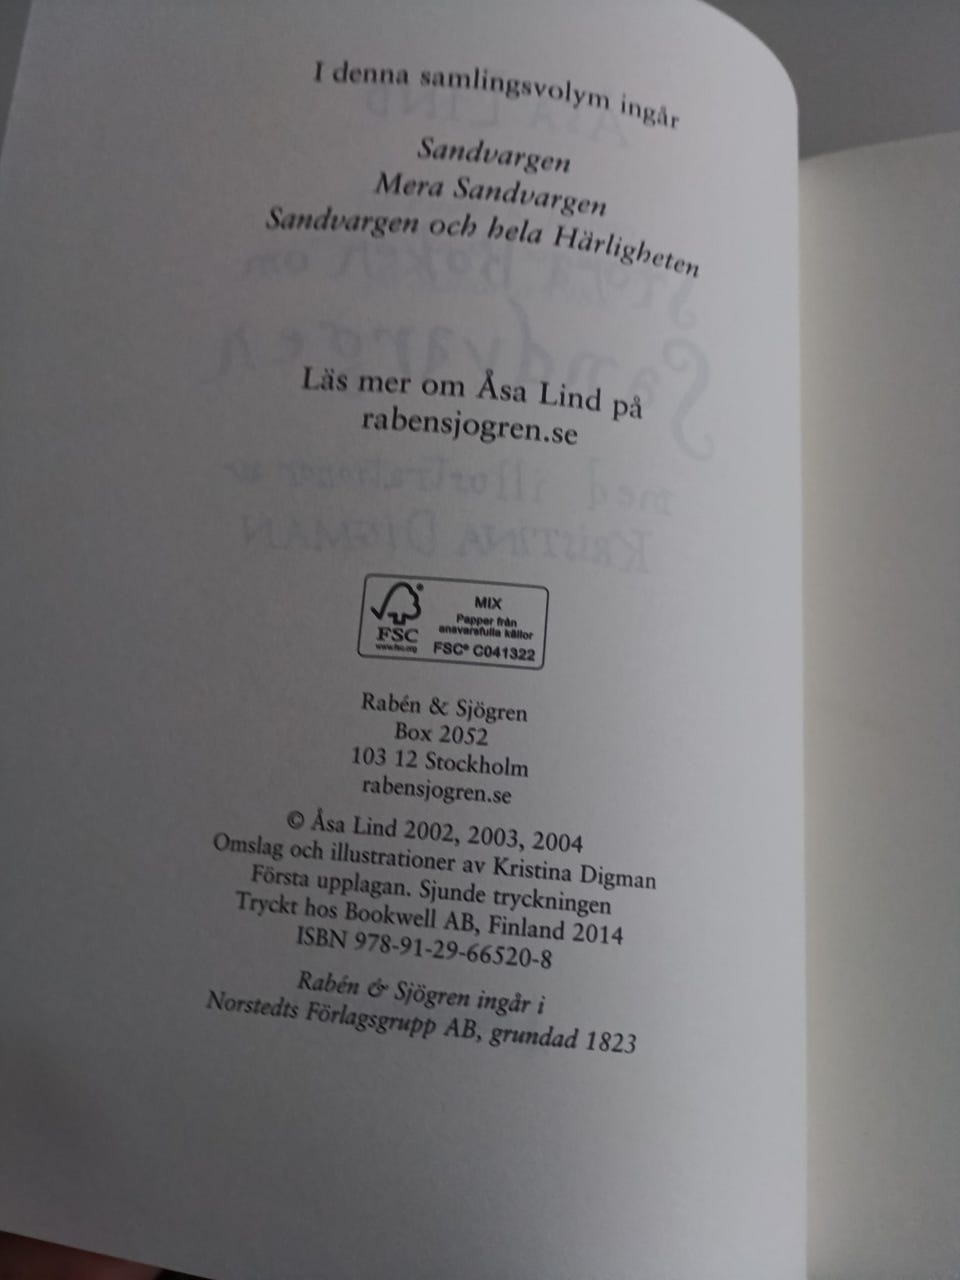 I denna samlingsvolym ingår
Sandvargen
Mera Sandvargen
Sandvargen och hela Härligheten
Läs mer om Åsa Lind på
rabensjogren.se
FSC®
www.fsc.org
MIX
Papper från
ansvarsfulla källor
FSC® C041322
Rabén & Sjögren
Box 2052
103 12 Stockholm
rabensjogren.se
© Åsa Lind 2002, 2003, 2004
Omslag och illustrationer av Kristina Digman
Första upplagan. Sjunde tryckningen
Tryckt hos Bookwell AB, Finland 2014
ISBN 978-91-29-66520-8
Rabén & Sjögren ingår i
Norstedts Förlagsgrupp AB, grundad 1823